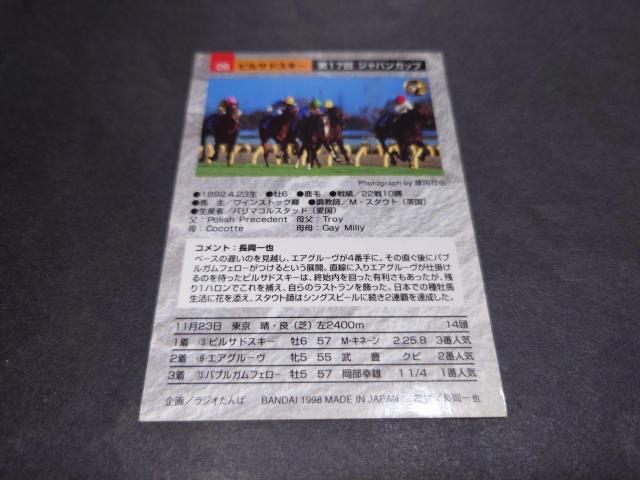 ピルサドスキー 第17回 ジャパンカップ
Photograph by
●1992.4.23生 ●牡6 ●鹿毛 ●戦績/22戦10勝
●馬 主/ワインストック卿 ●調教師/M・スタウト(英国)
●生産者/バリマコルスタッド(愛国)
父:Polish Precedent 母父:Troy
母:Cocotte 母母:Gay Milly
コメント:長岡一也
ペースの遅いのを見越し、エアグルーヴが4番手に。その直ぐ後にバブ
ルガムフェローがつけるという展開。直線に入りエアグルーヴが仕掛け
るのを待ったピルサドスキーは、終始内を回った有利さもあったが、残
り1ハロンでこれを捕え、自らのラストランを飾った。日本での種牡馬
生活に花を添え、スタウト師はシングスピールに続き2連覇を達成した。
11月23日 東京 晴・良(芝)左2400m 14頭
1着 ③ピルサドスキー 牡6 57 M・キネーン 2.25.8 3番人気
2着 ⑨エアグルーヴ 牝5 55 武 豊 クビ 2番人気
3着 ⑬バブルガムフェロー 牡5 57 岡部幸雄 1 1/4 1番人気
企画/ラジオたんぱ BANDAI 1998 MADE IN JAPAN /長岡一也